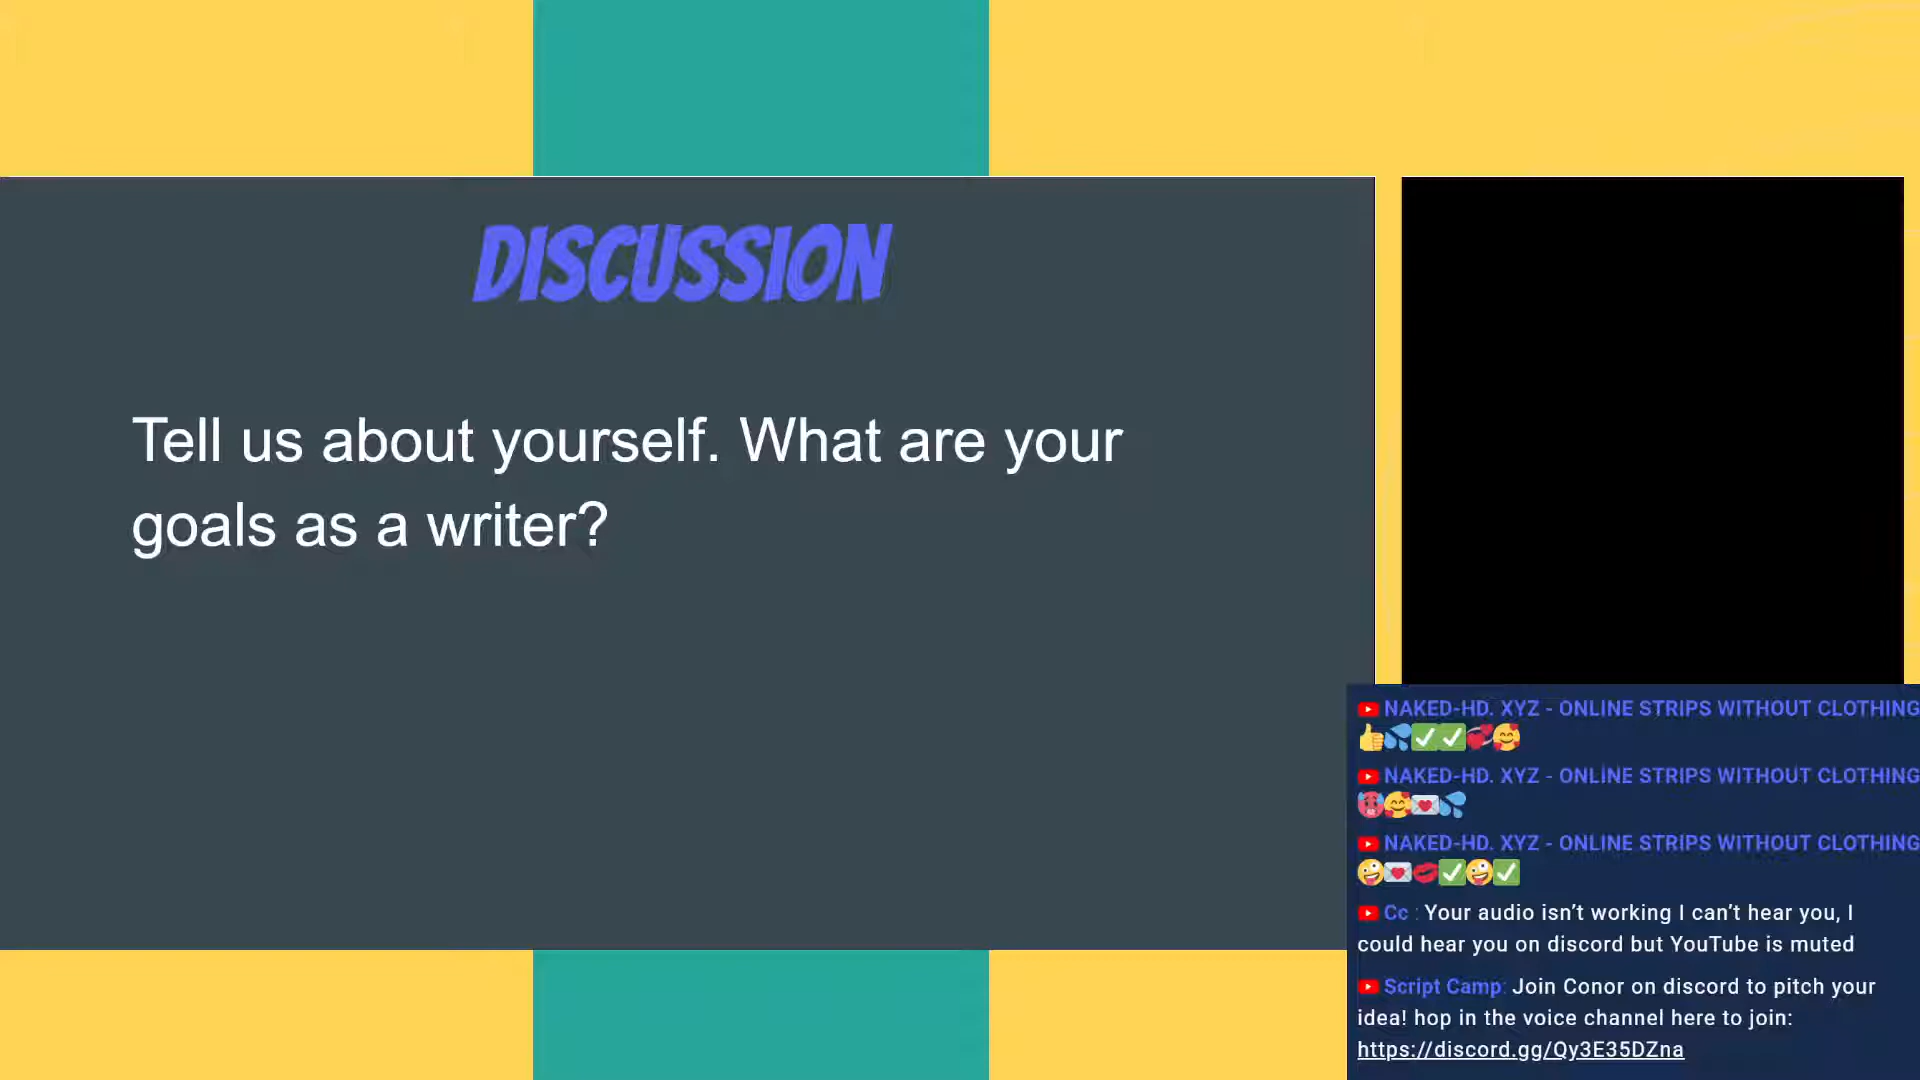 DISCUSSION
Tell us about yourself. What are your
goals as a writer?
NAKED-HD. XYZ - ONLINE STRIPS WITHOUT CLOTHING
👍💦✅✅💞🥰
NAKED-HD. XYZ - ONLINE STRIPS WITHOUT CLOTHING
🥵🥰💌💦
NAKED-HD. XYZ - ONLINE STRIPS WITHOUT CLOTHING
🤪💌💋✅🤪✅
Cc : Your audio isn’t working I can’t hear you, I
could hear you on discord but YouTube is muted
Script Camp: Join Conor on discord to pitch your
idea! hop in the voice channel here to join:
https://discord.gg/Qy3E35DZna